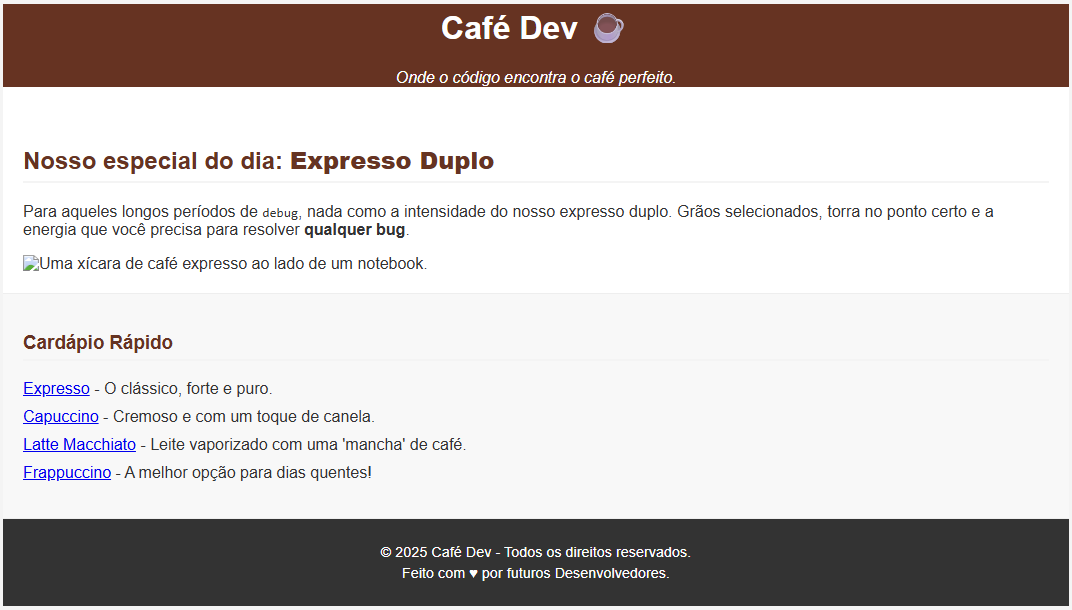 Café Dev ☕
Onde o código encontra o café perfeito.
Nosso especial do dia: Expresso Duplo
Para aqueles longos períodos de debug, nada como a intensidade do nosso expresso duplo. Grãos selecionados, torra no ponto certo e a
energia que você precisa para resolver qualquer bug.
Uma xícara de café expresso ao lado de um notebook.
Cardápio Rápido
Expresso - O clássico, forte e puro.
Capuccino - Cremoso e com um toque de canela.
Latte Macchiato - Leite vaporizado com uma 'mancha' de café.
Frappuccino - A melhor opção para dias quentes!
© 2025 Café Dev - Todos os direitos reservados.
Feito com ♥ por futuros Desenvolvedores.